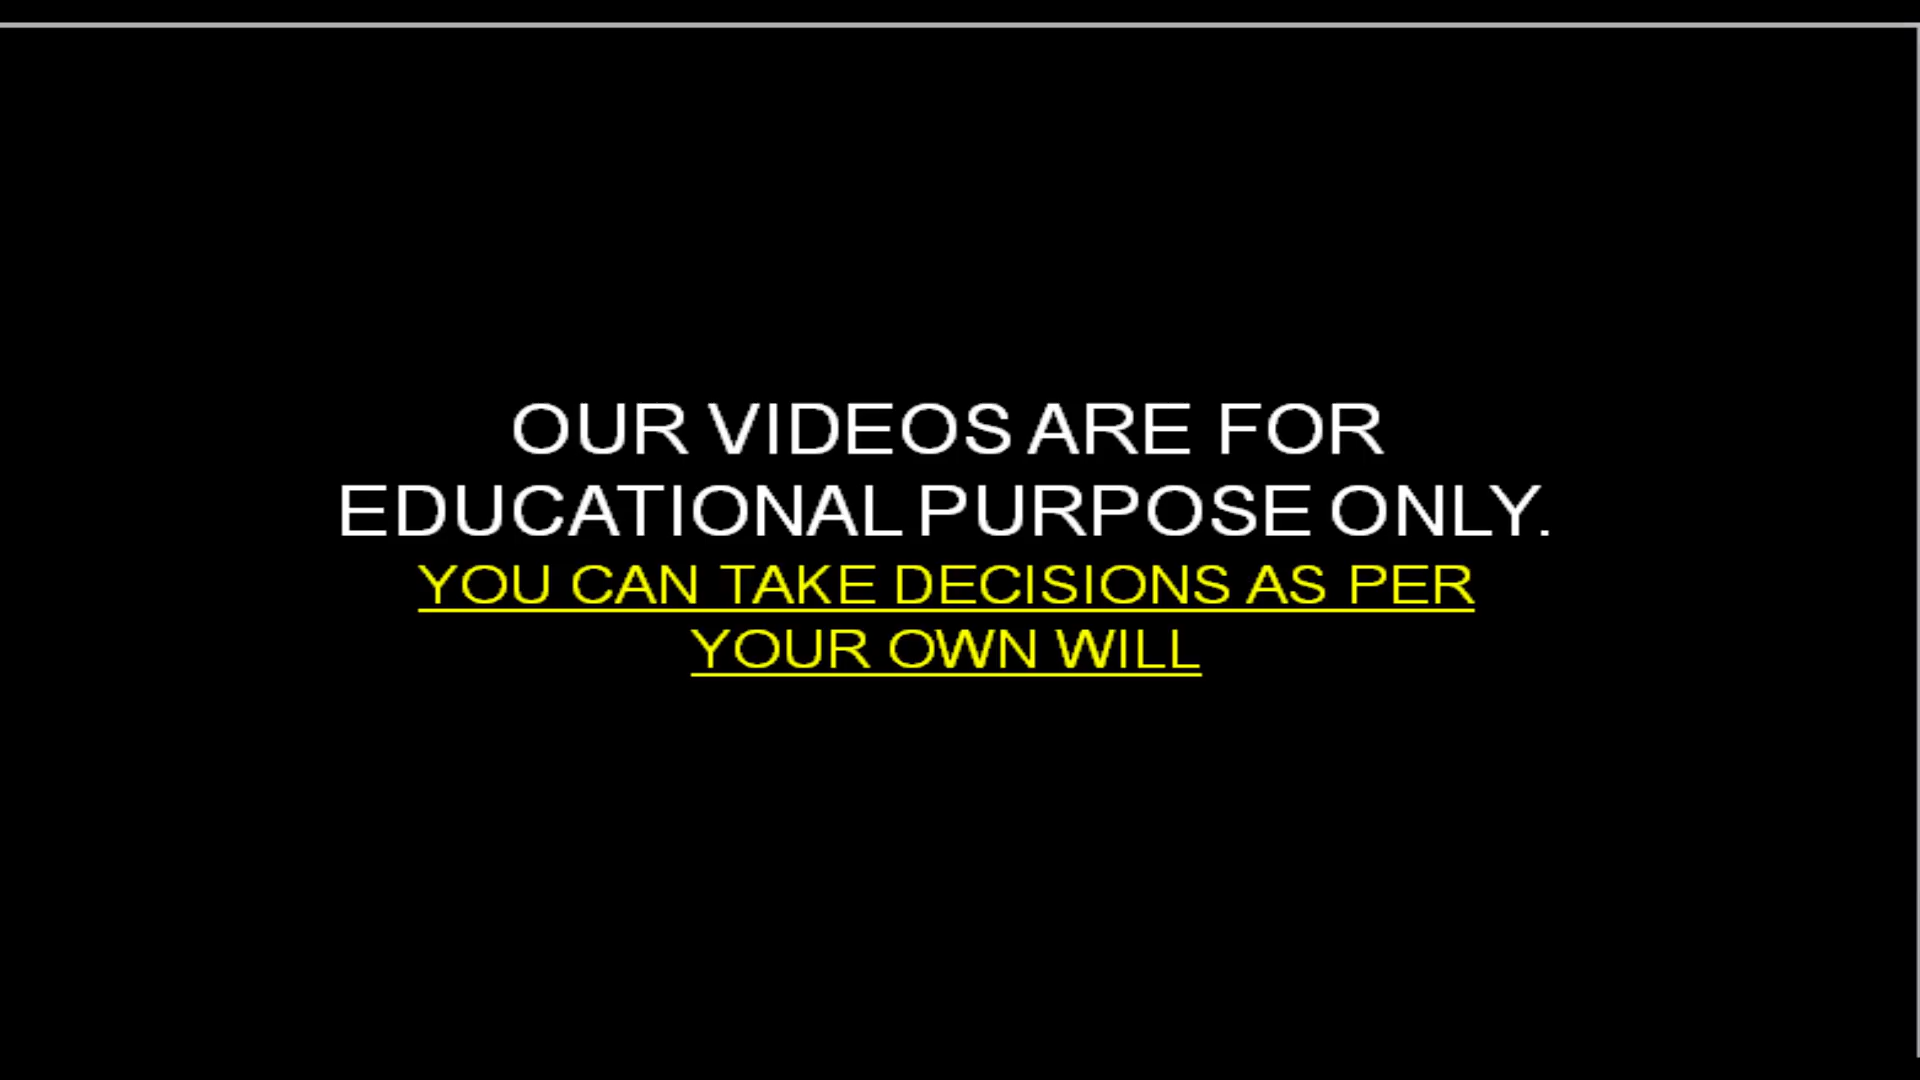 OUR VIDEOS ARE FOR
EDUCATIONAL PURPOSE ONLY.
YOU CAN TAKE DECISIONS AS PER
YOUR OWN WILL